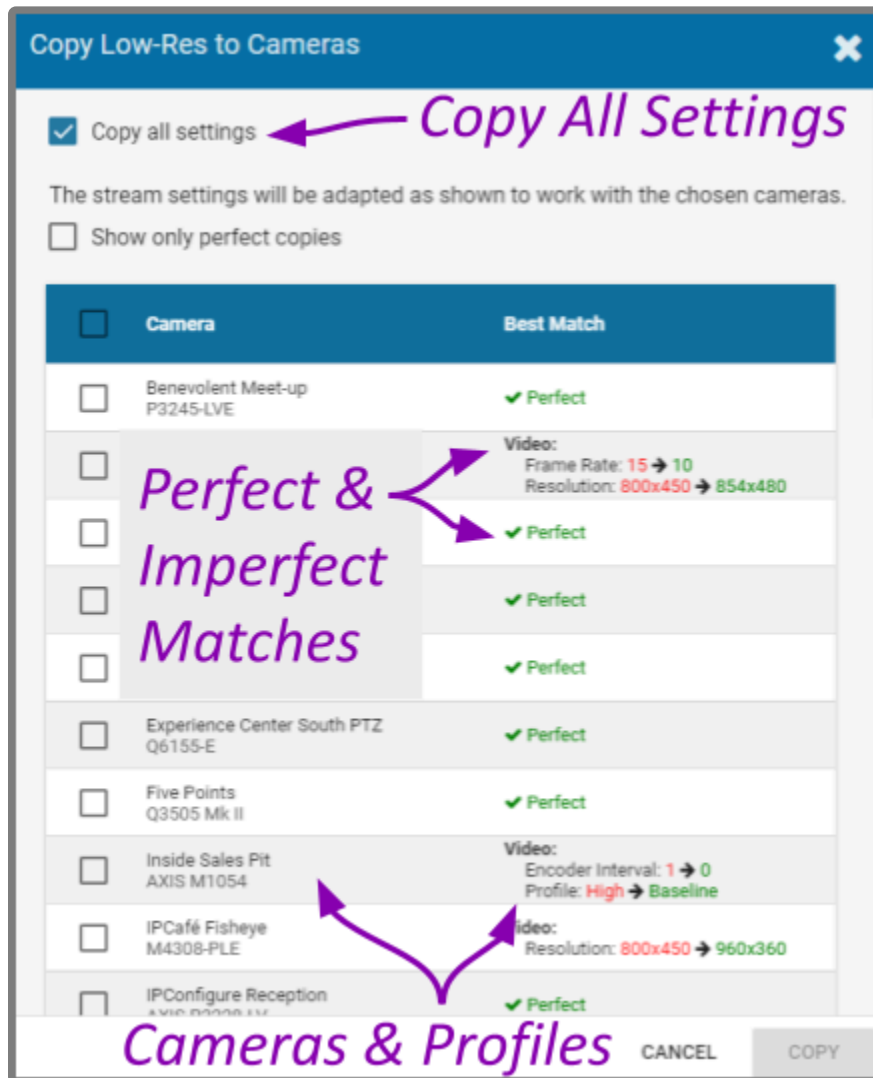 Copy Low-Res to Cameras
Copy all settings
Copy All Settings
The stream settings will be adapted as shown to work with the chosen cameras.
Show only perfect copies
Camera Best Match
Benevolent Meet-up
P3245-LVE
✔ Perfect
Video:
Frame Rate: 15 → 10
Resolution: 800x450 → 854x480
Perfect &
Imperfect
Matches
✔ Perfect
✔ Perfect
✔ Perfect
Experience Center South PTZ
Q6155-E
✔ Perfect
Five Points
Q3505 Mk II
✔ Perfect
Inside Sales Pit
AXIS M1054
Video:
Encoder Interval: 1 → 0
Profile: High → Baseline
IPCafé Fisheye
M4308-PLE
Video:
Resolution: 800x450 → 960x360
IPConfigure Reception
AXIS
✔ Perfect
Cameras & Profiles
CANCEL COPY